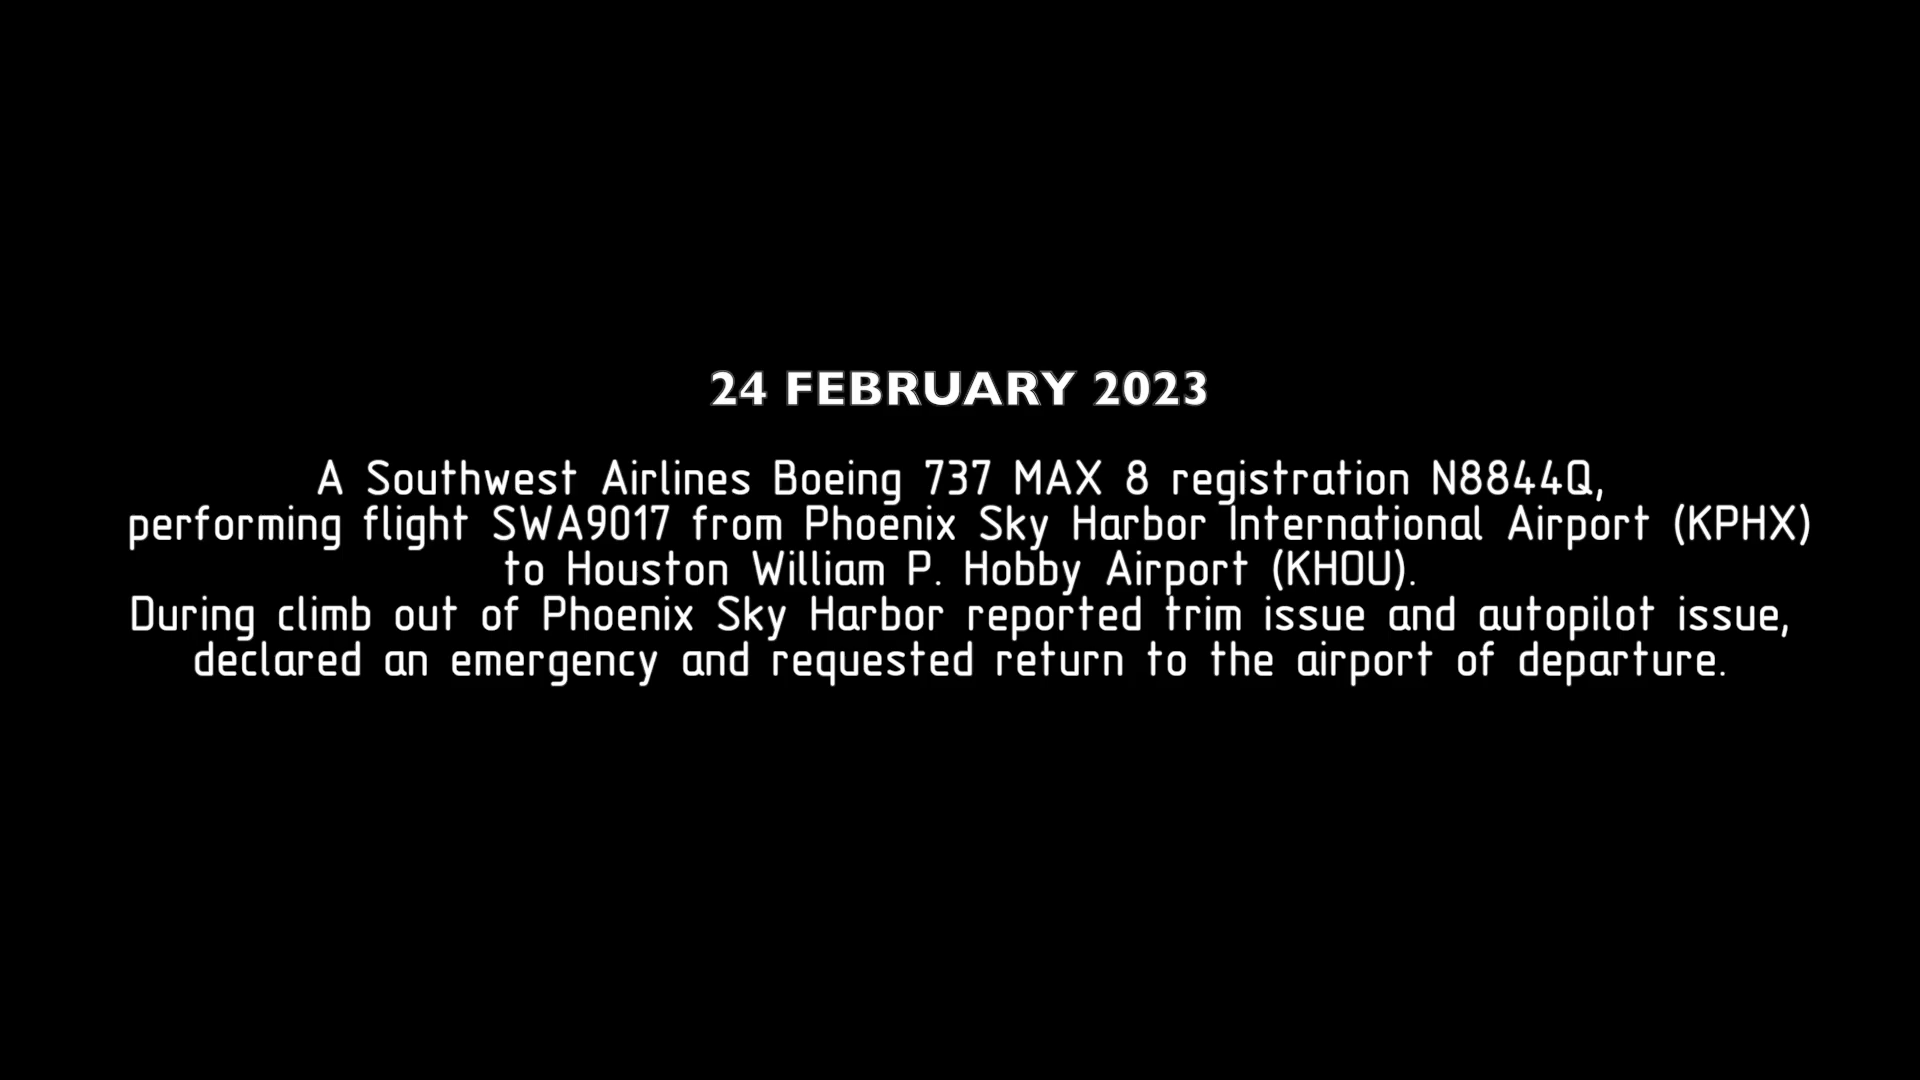 24 FEBRUARY 2023
A Southwest Airlines Boeing 737 MAX 8 registration N8844Q,
performing flight SWA9017 from Phoenix Sky Harbor International Airport (KPHX)
to Houston William P. Hobby Airport (KHOU).
During climb out of Phoenix Sky Harbor reported trim issue and autopilot issue,
declared an emergency and requested return to the airport of departure.